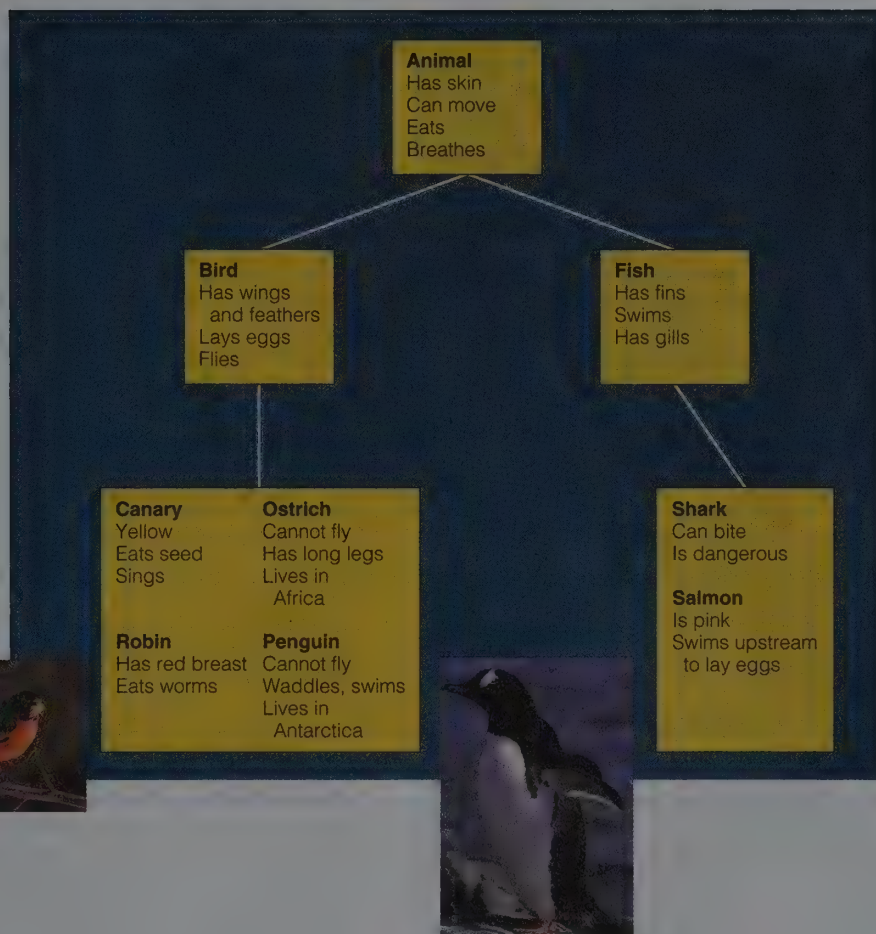 Animal
Has skin
Can move
Eats
Breathes
Bird
Has wings
and feathers
Lays eggs
Flies
Fish
Has fins
Swims
Has gills
Canary
Yellow
Eats seed
Sings
Ostrich
Cannot fly
Has long legs
Lives in
Africa
Robin
Has red breast
Eats worms
Penguin
Cannot fly
Waddles, swims
Lives in
Antarctica
Shark
Can bite
Is dangerous
Salmon
Is pink
Swims upstream
to lay eggs